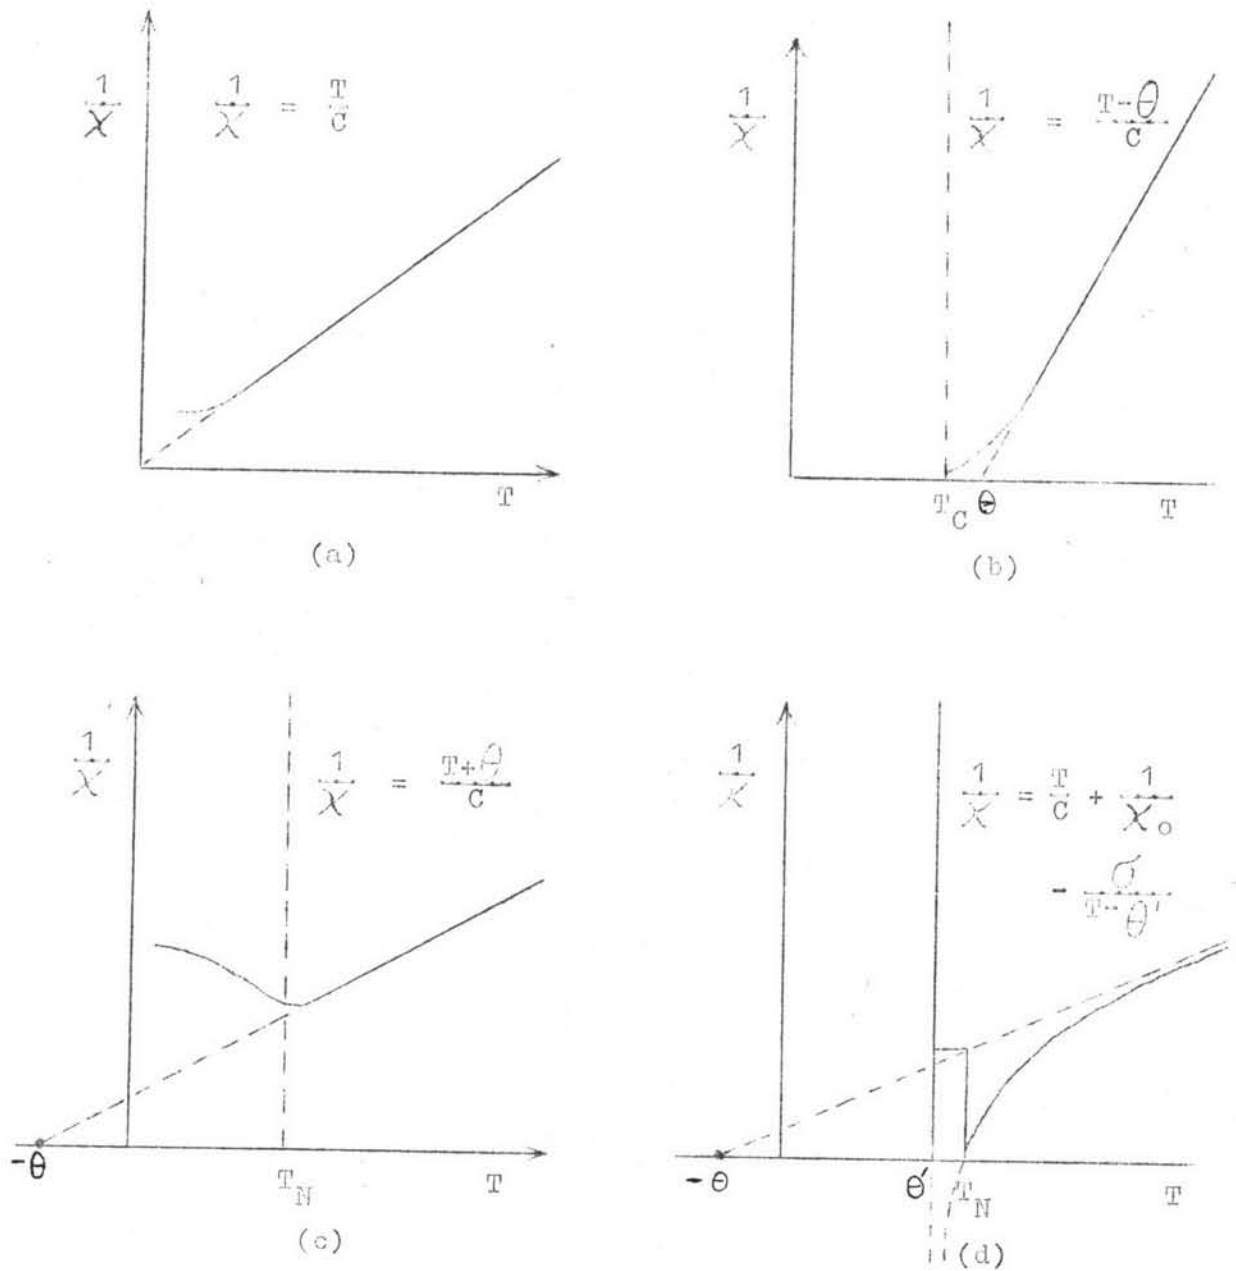 1/χ
1/χ = T/C
T
(a)
1/χ
1/χ = T-θ/C
T_C θ
T
(b)
1/χ
1/χ = T+θ/C
-θ
T_N
T
(c)
1/χ
1/χ = T/C + 1/χ_o
- σ/T-θ'
-θ
θ'
T_N
T
(d)